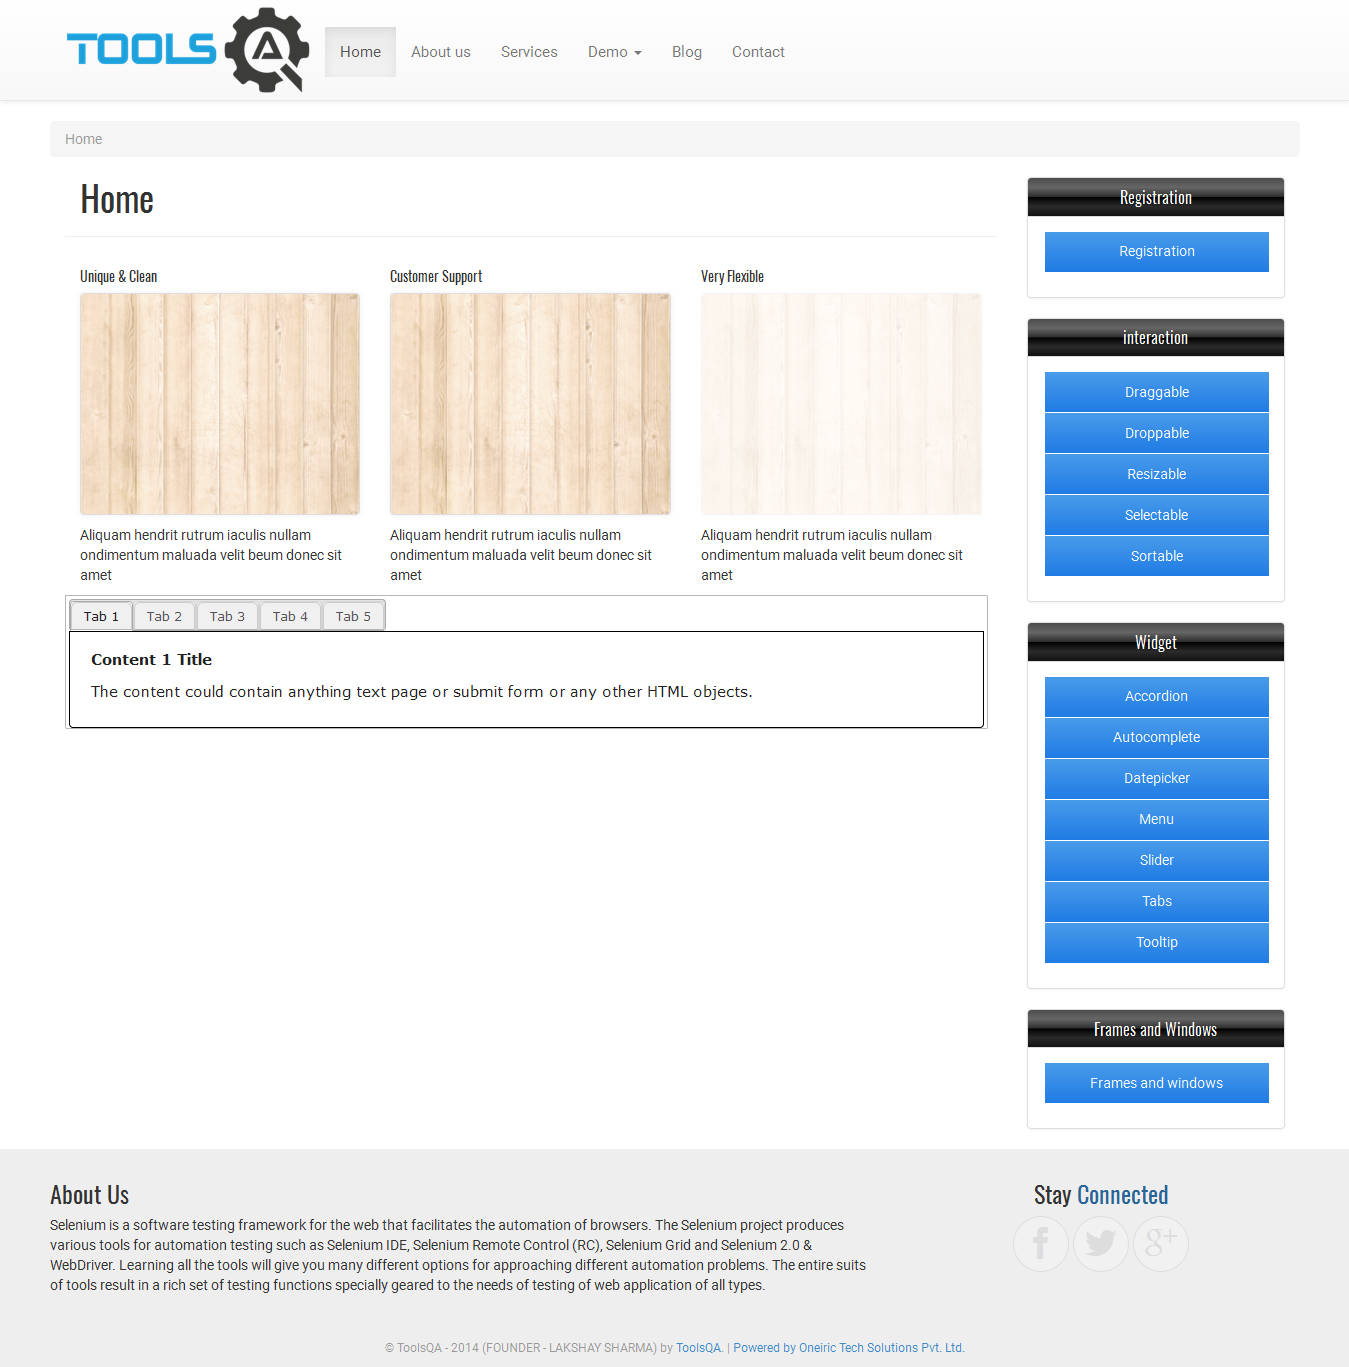 TOOLS QA
Home
About us
Services
Demo
Blog
Contact
Home
Home
Unique & Clean
Customer Support
Very Flexible
Aliquam hendrit rutrum iaculis nullam
ondimentum maluada velit beum donec sit
amet
Aliquam hendrit rutrum iaculis nullam
ondimentum maluada velit beum donec sit
amet
Aliquam hendrit rutrum iaculis nullam
ondimentum maluada velit beum donec sit
amet
Tab 1
Tab 2
Tab 3
Tab 4
Tab 5
Content 1 Title
The content could contain anything text page or submit form or any other HTML objects.
Registration
Registration
interaction
Draggable
Droppable
Resizable
Selectable
Sortable
Widget
Accordion
Autocomplete
Datepicker
Menu
Slider
Tabs
Tooltip
Frames and Windows
Frames and windows
About Us
Selenium is a software testing framework for the web that facilitates the automation of browsers. The Selenium project produces
various tools for automation testing such as Selenium IDE, Selenium Remote Control (RC), Selenium Grid and Selenium 2.0 &
WebDriver. Learning all the tools will give you many different options for approaching different automation problems. The entire suits
of tools result in a rich set of testing functions specially geared to the needs of testing of web application of all types.
Stay Connected
f
g+
© ToolsQA - 2014 (FOUNDER - LAKSHAY SHARMA) by ToolsQA. | Powered by Oneiric Tech Solutions Pvt. Ltd.